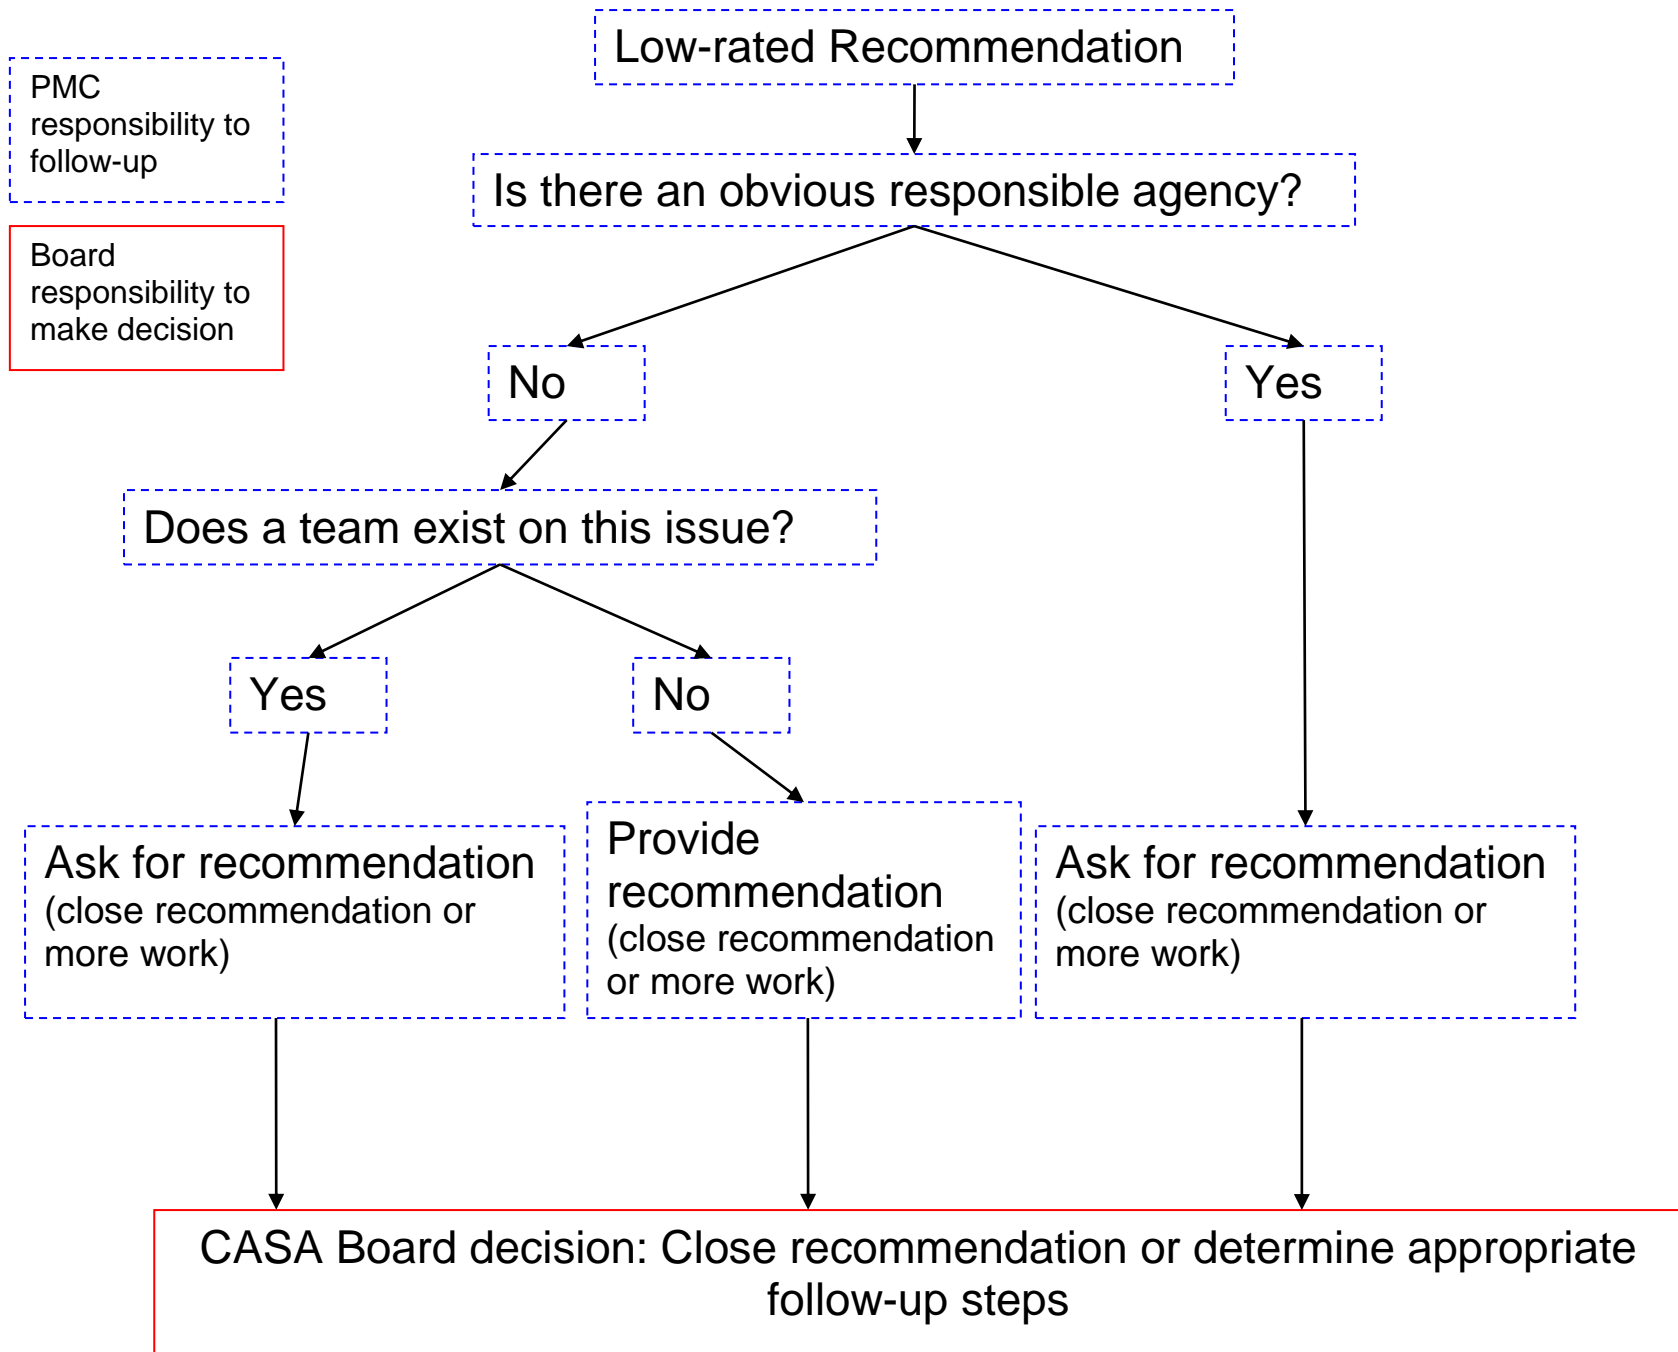 Low-rated Recommendation
PMC
responsibility to
follow-up
Is there an obvious responsible agency?
Board
responsibility to
make decision
No
Yes
Does a team exist on this issue?
Yes
No
Ask for recommendation
(close recommendation or
more work)
Provide
recommendation
(close recommendation
or more work)
Ask for recommendation
(close recommendation or
more work)
CASA Board decision: Close recommendation or determine appropriate
follow-up steps